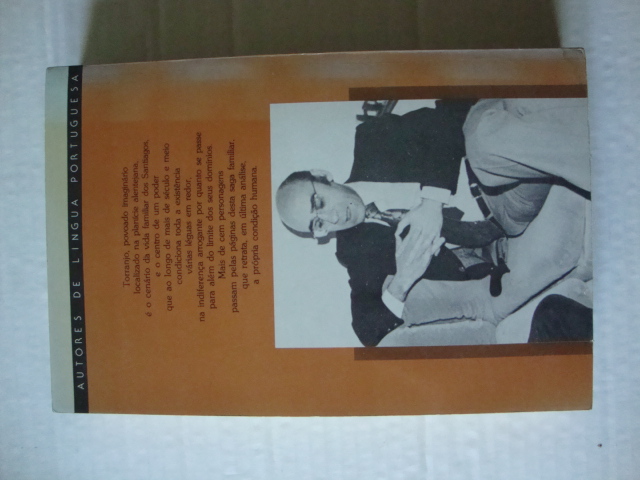 AUTORES DE LÍNGUA PORTUGUESA
Torranjo, povoado imaginário
localizado na planície alentejana,
é o cenário da vida familiar dos Santiagos,
e o centro de um poder
que ao longo de mais de século e meio
condiciona toda a existência
várias léguas em redor,
na indiferença arrogante por quanto se passe
para além do limite dos seus domínios.
Mais de cem personagens
passam pelas páginas desta saga familiar,
que retrata, em última análise,
a própria condição humana.